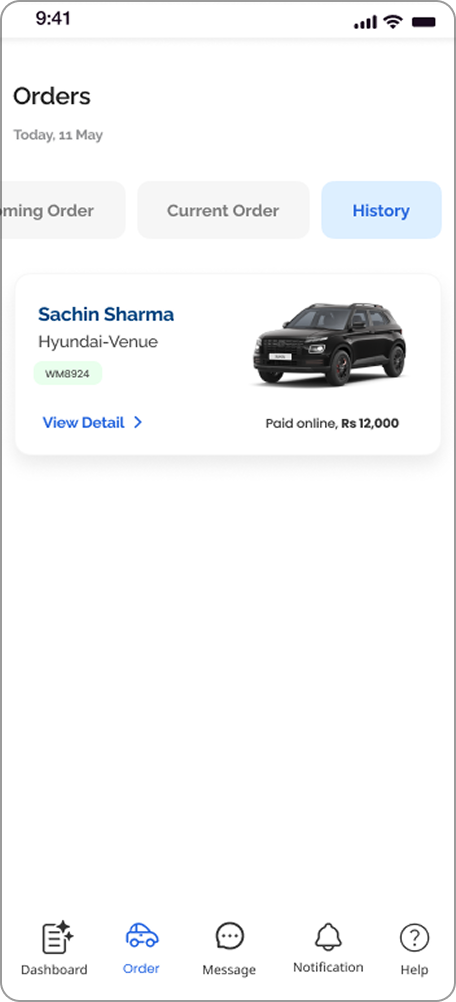 9:41
Orders
Today, 11 May
oming Order Current Order History
Sachin Sharma
Hyundai-Venue
WM8924
View Detail Paid online, Rs 12,000
Dashboard Order Message Notification Help